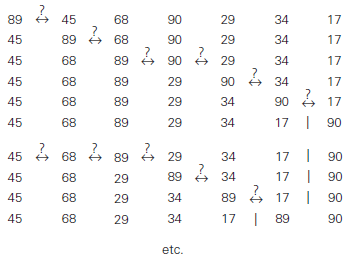 89 ?↔ 45 68 90 29 34 17
45 89 ?↔ 68 90 29 34 17
45 68 89 ?↔ 90 ?↔ 29 34 17
45 68 89 29 90 ?↔ 34 17
45 68 89 29 34 90 ?↔ 17
45 68 89 29 34 17 | 90
45 ?↔ 68 ?↔ 89 ?↔ 29 34 17 | 90
45 68 29 89 ?↔ 34 17 | 90
45 68 29 34 89 ?↔ 17 | 90
45 68 29 34 17 | 89 90
etc.